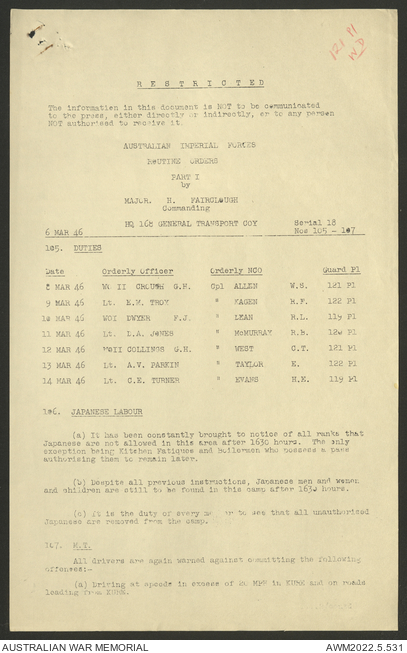 121 Pl
W.D
R E S T R I C T E D
The information in this document is NOT to be communicated
to the press, either directly or indirectly, or to any person
NOT authorised to receive it.
AUSTRALIAN IMPERIAL FORCES
ROUTINE ORDERS
PART I
by
MAJOR. H. FAIRCLOUGH
Commanding
HQ 168 GENERAL TRANSPORT COY
Serial 18
6 MAR 46
Nos 105 - 107
105. DUTIES
Date Orderly Officer Orderly NCO Guard Pl
8 MAR 46 WO II CROUCH G.H. Cpl ALLEN W.S. 121 Pl
9 MAR 46 Lt. E.K. TROY " FAGEN R.F. 122 Pl
10 MAR 46 WOI DWYER F.J. " LEAN R.L. 119 Pl
11 MAR 46 Lt. L.A. JONES " McMURRAY R.B. 120 Pl
12 MAR 46 WOII COLLINGS G.H. " WEST C.T. 121 Pl
13 MAR 46 Lt. A.V. PARKIN " TAYLOR E. 122 Pl
14 MAR 46 Lt. C.E. TURNER " EVANS H.E. 119 Pl
106. JAPANESE LABOUR
(a) It has been constantly brought to notice of all ranks that
Japanese are not allowed in this area after 1630 hours. The only
exception being Kitchen Fatigues and Boilermen who possess a pass
authorising them to remain later.
(b) Despite all previous instructions, Japanese men and women
and children are still to be found in this camp after 1630 hours.
(c) It is the duty of every to see that all unauthorised
Japanese are removed from the camp.
107. M.T.
All drivers are again warned against committing the following
offences:-
(a) Driving at speeds in excess of 20 MPH in KURE and on roads
leading from KURE.
AUSTRALIAN WAR MEMORIAL
AWM2022.5.531